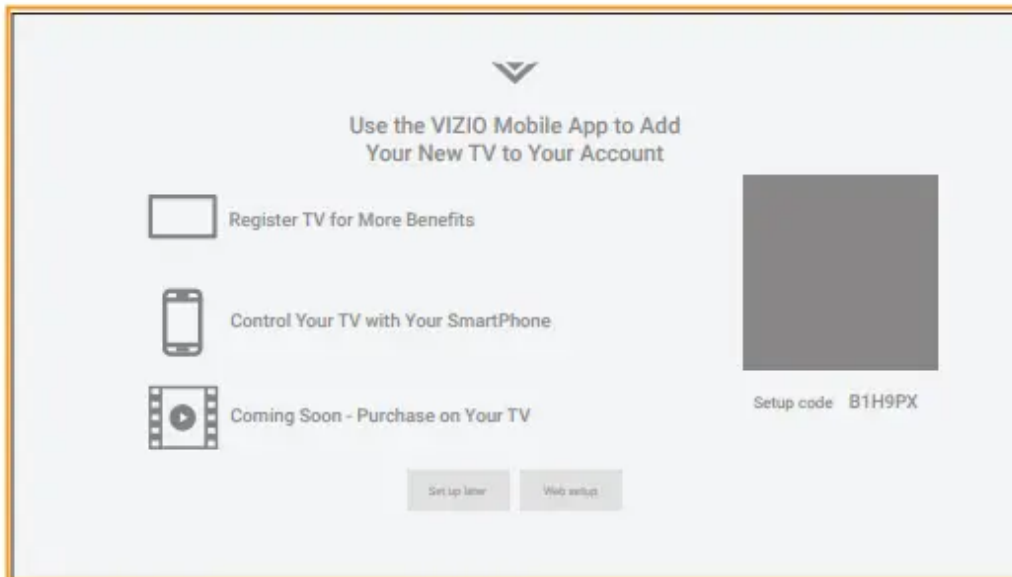 Use the VIZIO Mobile App to Add
Your New TV to Your Account
Register TV for More Benefits
Control Your TV with Your SmartPhone
Coming Soon - Purchase on Your TV
Setup code B1H9PX
Set up later
Web setup